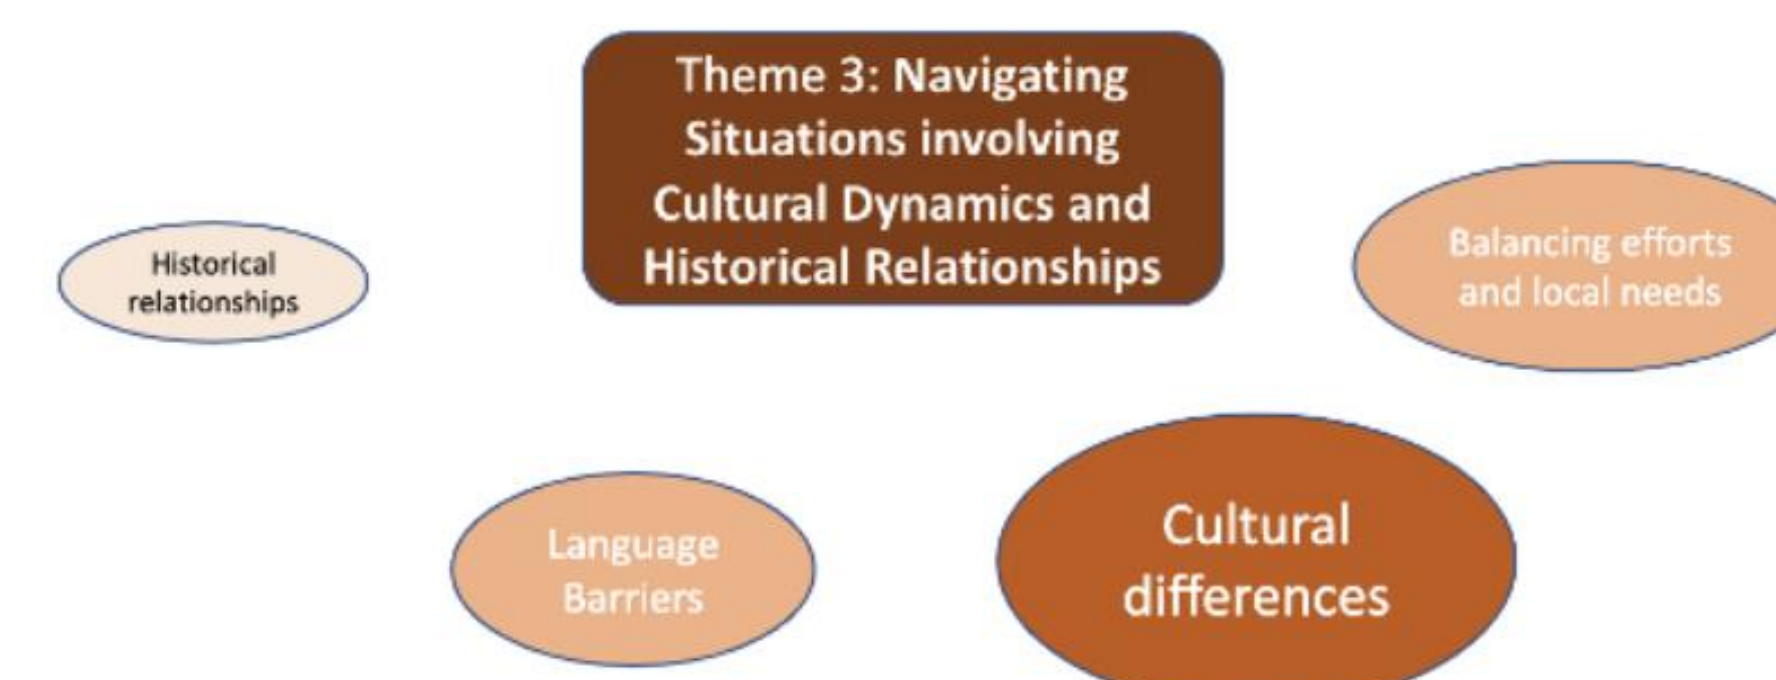 Theme 3: Navigating
Situations involving
Cultural Dynamics and
Historical Relationships
Historical
relationships
Balancing efforts
and local needs
Language
Barriers
Cultural
differences